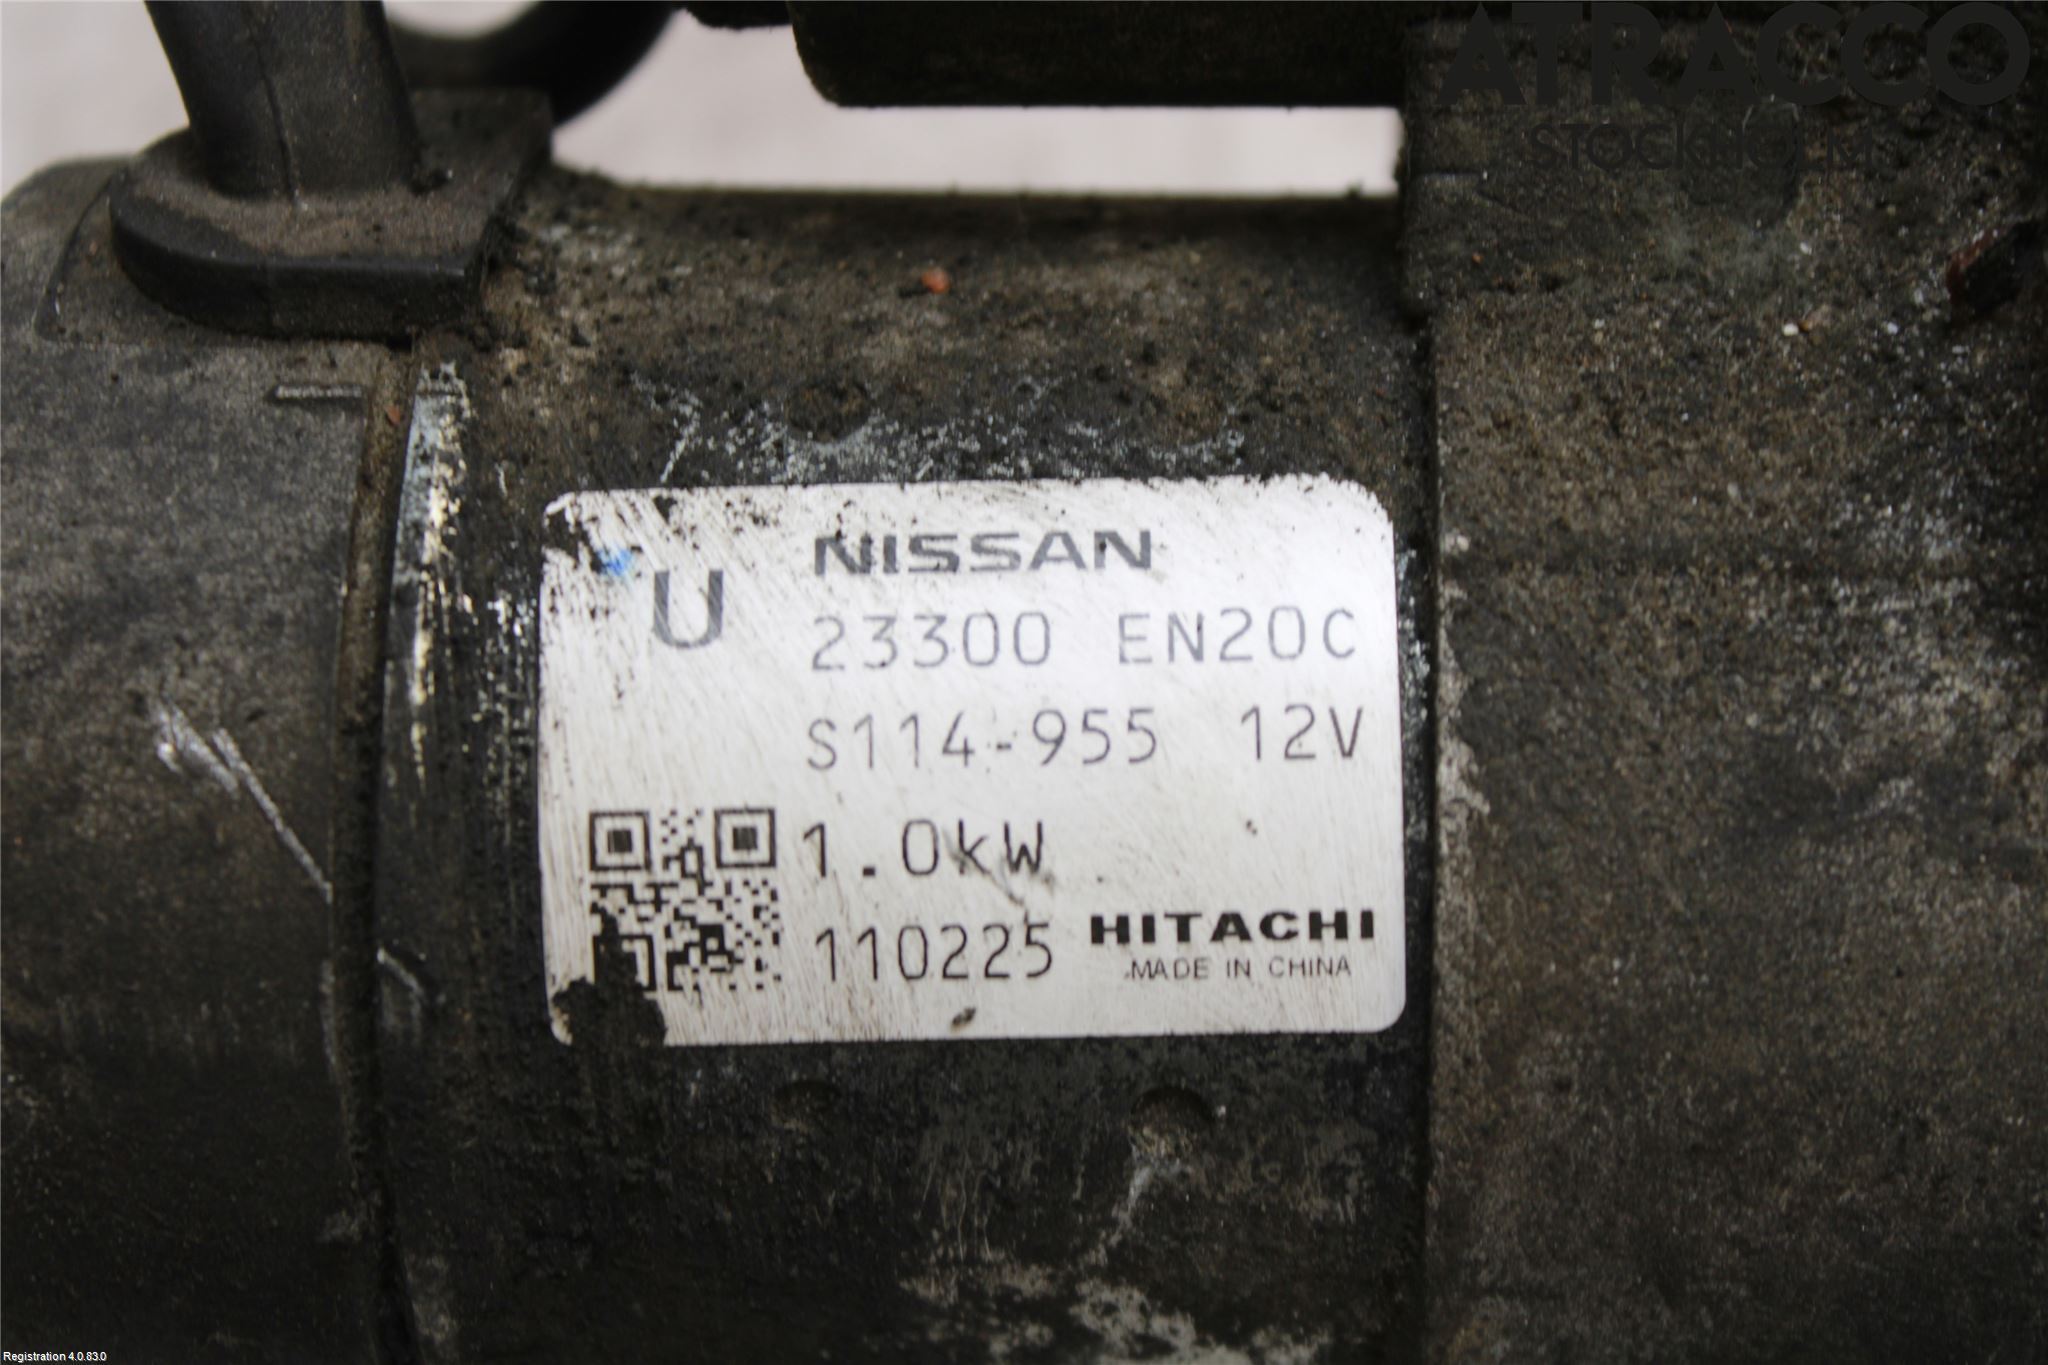 ATRACCO
STOCKHOLM
NISSAN
U
23300 EN20C
S114-955 12V
1.0kW
110225 HITACHI
MADE IN CHINA
Registration 4.0.83.0